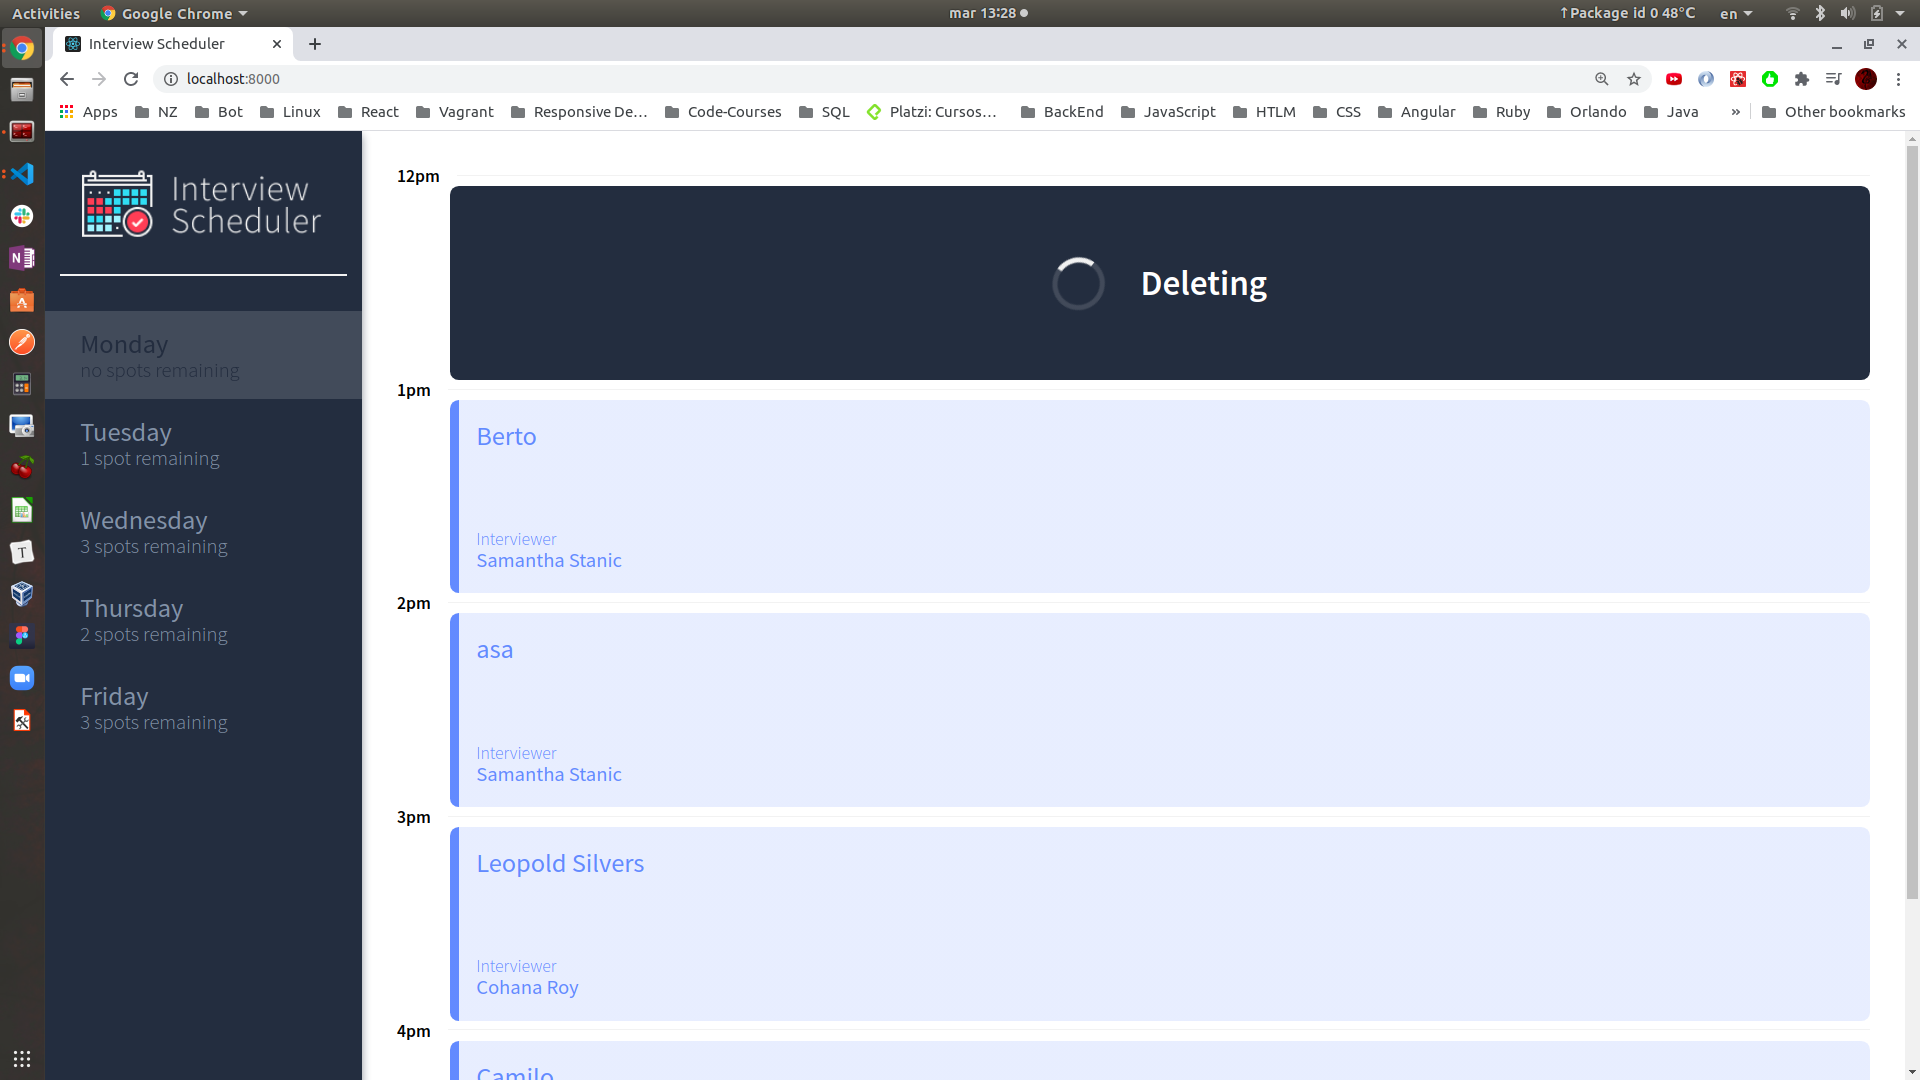 Activities
Google Chrome
mar 13:28
↑Package id 0 48°C
en
Interview Scheduler
localhost:8000
Apps
NZ
Bot
Linux
React
Vagrant
Responsive De...
Code-Courses
SQL
Platzi: Cursos...
BackEnd
JavaScript
HTLM
CSS
Angular
Ruby
Orlando
Java
»
Other bookmarks
Interview
Scheduler
Monday
no spots remaining
Tuesday
1 spot remaining
Wednesday
3 spots remaining
Thursday
2 spots remaining
Friday
3 spots remaining
12pm
Deleting
1pm
Berto
Interviewer
Samantha Stanic
2pm
asa
Interviewer
Samantha Stanic
3pm
Leopold Silvers
Interviewer
Cohana Roy
4pm
Camilo